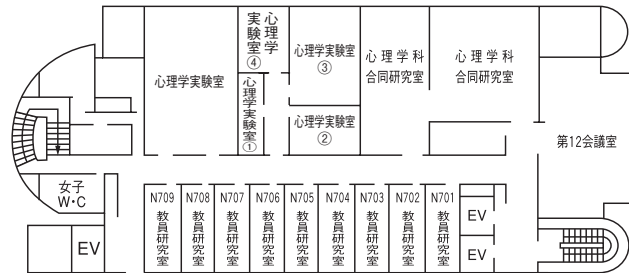 心理学実験室
心理学
実験室
④
心理学実験室①
心理学実験室
③
心理学実験室
②
心理学科
合同研究室
心理学科
合同研究室
第12会議室
女子
W・C
EV
N709
教員研究室
N708
教員研究室
N707
教員研究室
N706
教員研究室
N705
教員研究室
N704
教員研究室
N703
教員研究室
N702
教員研究室
N701
教員研究室
EV
EV